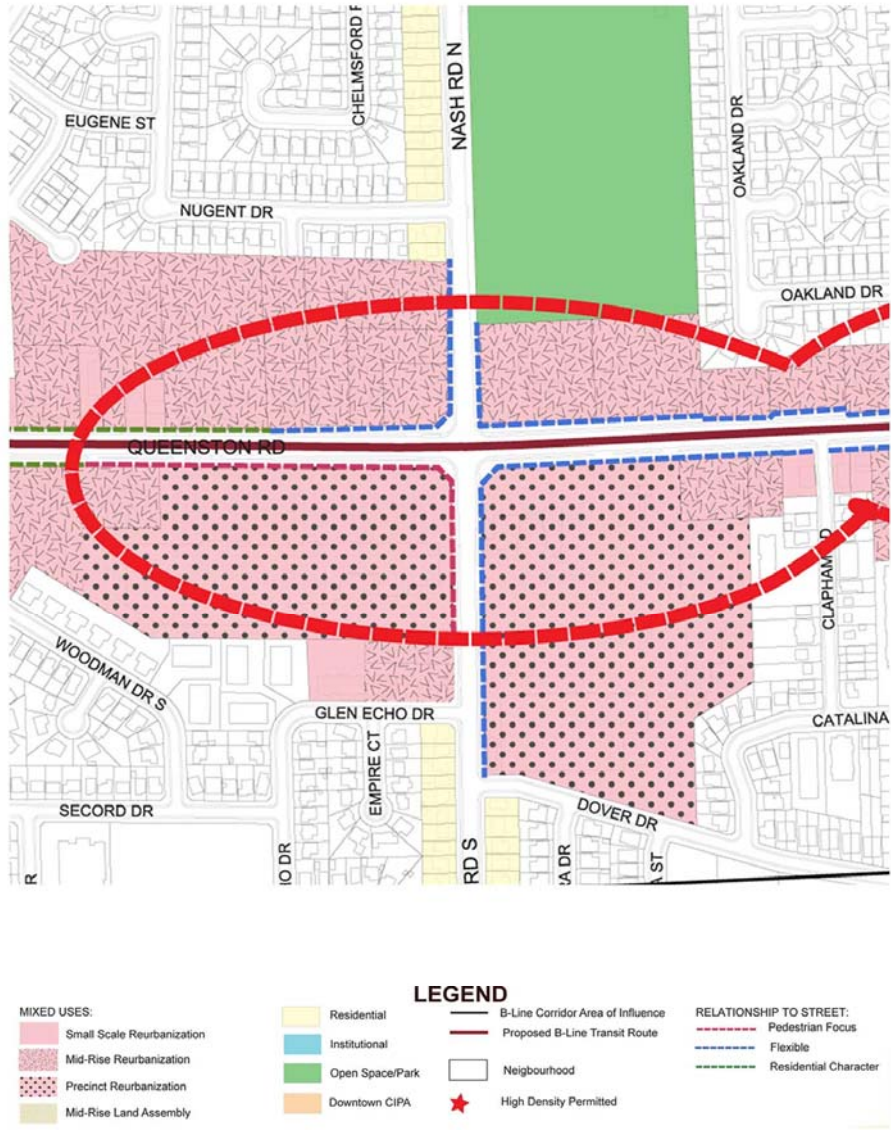 CHELMSFORD
NASH RD N
EUGENE ST
OAKLAND DR
NUGENT DR
OAKLAND DR
QUEENSTON RD
CLAPHAM
WOODMAN DR S
GLEN ECHO DR
CATALINA
EMPIRE CT
SECORD DR
DOVER DR
RD S
DR
ST
LEGEND
MIXED USES:
Small Scale Reurbanization
Mid-Rise Reurbanization
Precinct Reurbanization
Mid-Rise Land Assembly
Residential
Institutional
Open Space/Park
Downtown CIPA
B-Line Corridor Area of Influence
Proposed B-Line Transit Route
Neigbourhood
High Density Permitted
RELATIONSHIP TO STREET:
Pedestrian Focus
Flexible
Residential Character